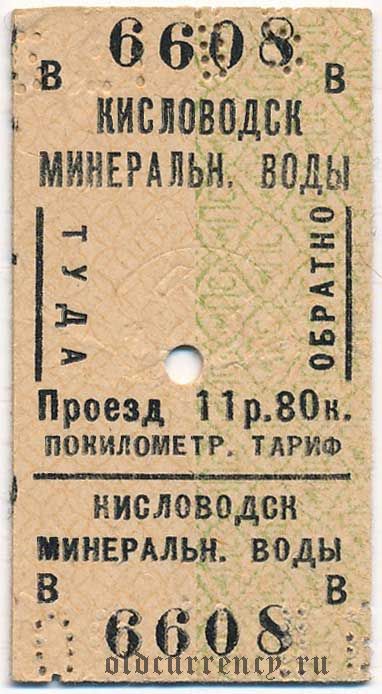 6608
В В
КИСЛОВОДСК
МИНЕРАЛЬН. ВОДЫ
ТУДА
ОБРАТНО
Проезд 11р.80к.
ПОКИЛОМЕТР. ТАРИФ
КИСЛОВОДСК
МИНЕРАЛЬН. ВОДЫ
В В
6608
oldcurrency.ru